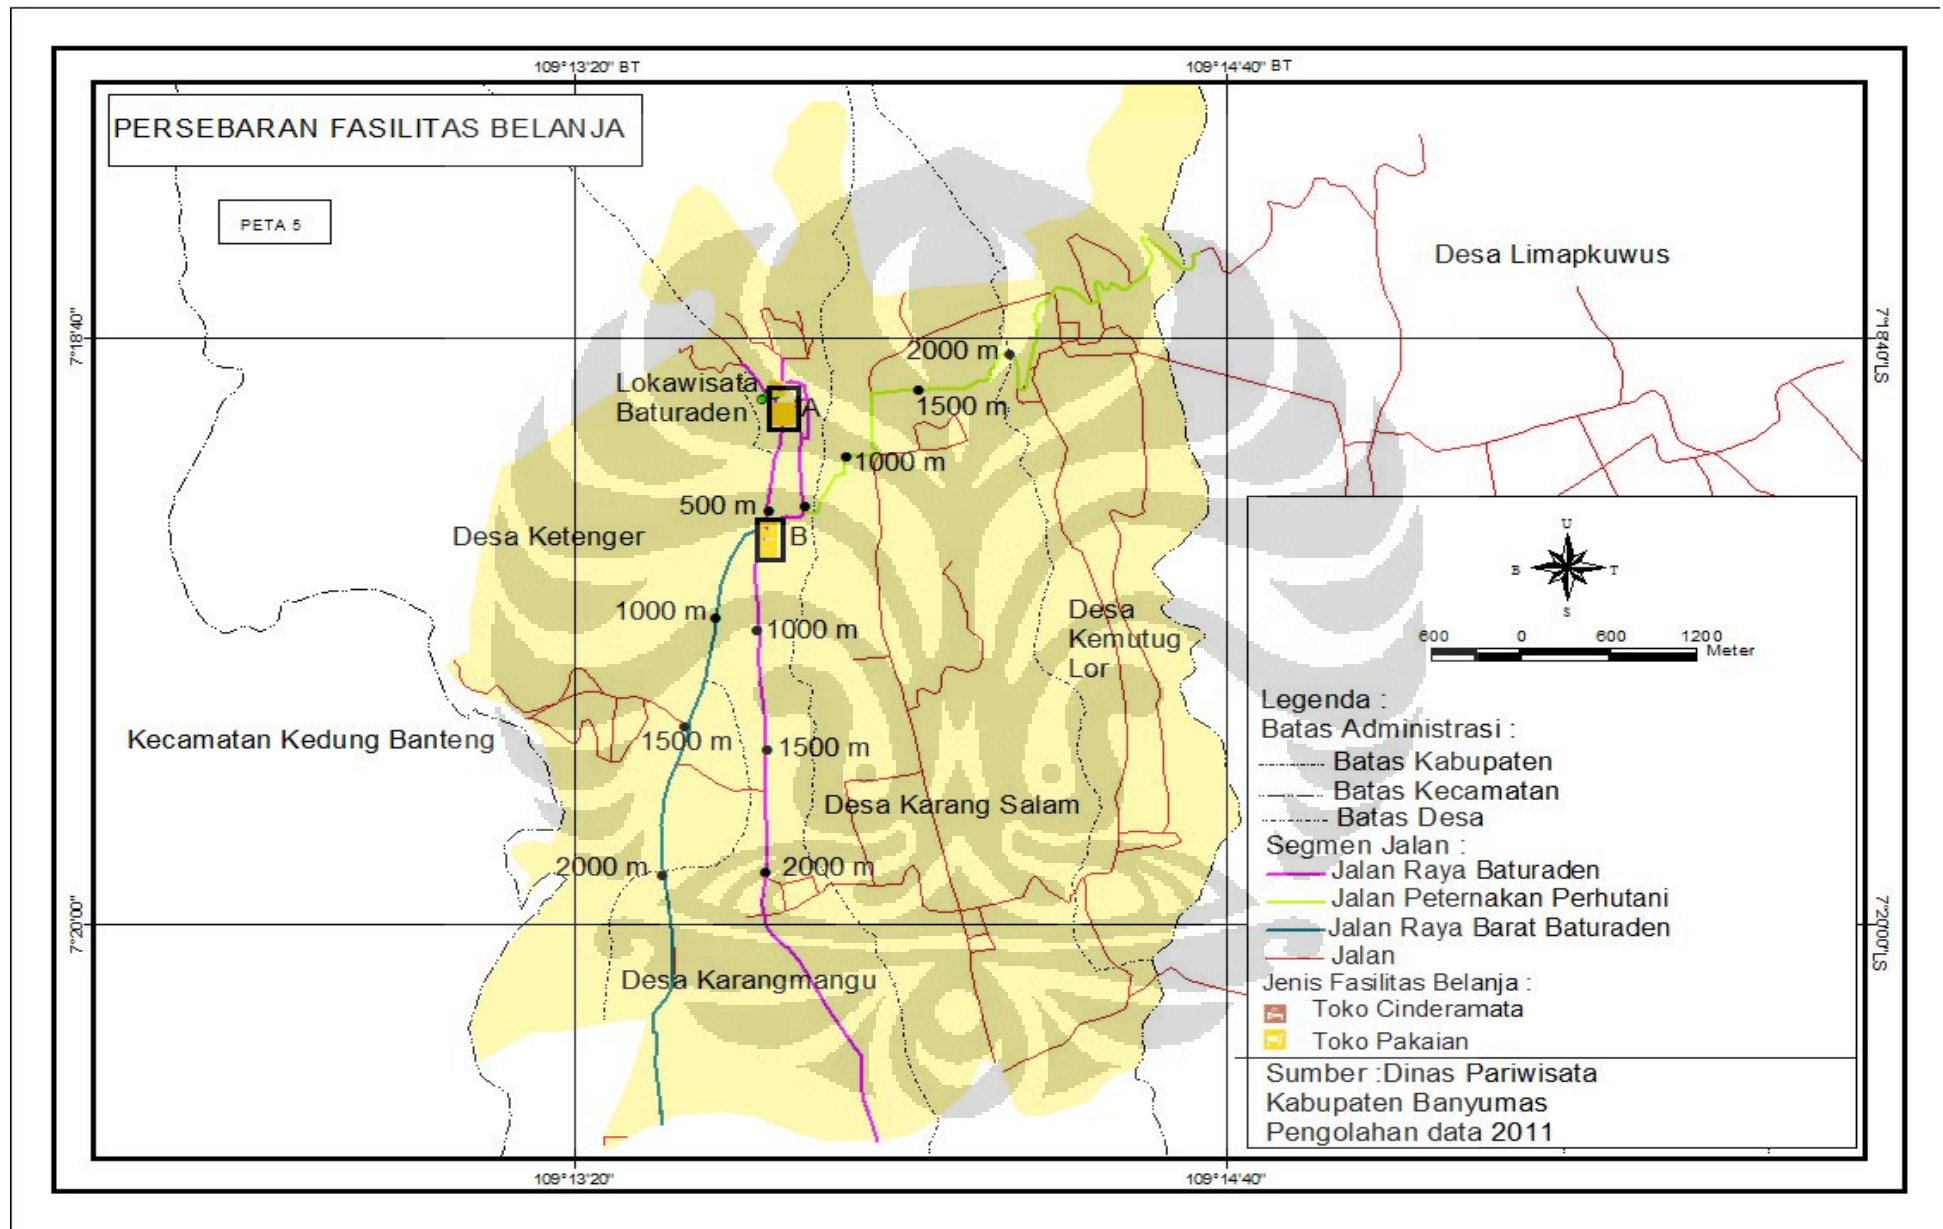 109°13'20" BT
109°14'40" BT
PERSEBARAN FASILITAS BELANJA
PETA 5
Desa Limapkuwus
7°18'40"
7°18'40"LS
2000 m
Lokawisata
Baturaden
A
1500 m
1000 m
500 m
Desa Ketenger
B
1000 m
1000 m
Desa
Kemutug
Lor
Kecamatan Kedung Banteng
1500 m
1500 m
Desa Karang Salam
2000 m
2000 m
7°20'00"
7°20'00"LS
Desa Karangmangu
U
B
T
S
600 0 600 1200
Meter
Legenda :
Batas Administrasi :
Batas Kabupaten
Batas Kecamatan
Batas Desa
Segmen Jalan :
Jalan Raya Baturaden
Jalan Peternakan Perhutani
Jalan Raya Barat Baturaden
Jalan
Jenis Fasilitas Belanja :
Toko Cinderamata
Toko Pakaian
Sumber :Dinas Pariwisata
Kabupaten Banyumas
Pengolahan data 2011
109°13'20"
109°14'40"